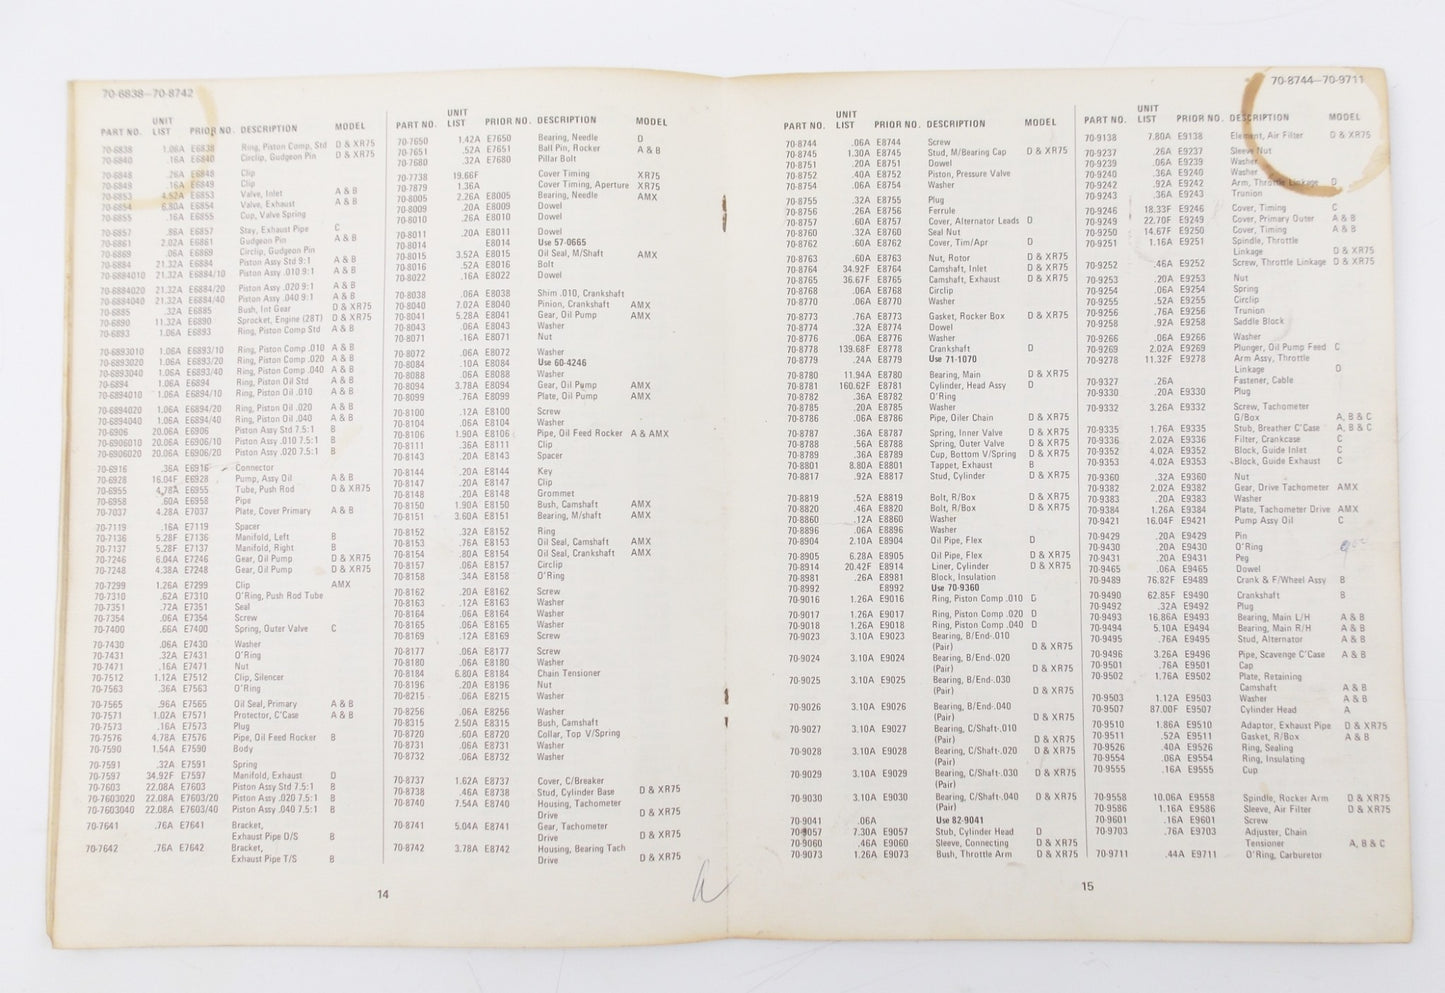 70-6838—70-8742
PART NO. UNIT LIST PRIOR NO. DESCRIPTION MODEL
70-6838 1.06A E6838 Ring, Piston Comp, Std D & XR75
70-6840 .16A E6840 Circlip, Gudgeon Pin D & XR75
70-6848 .26A E6848 Clip
70-6849 .16A E6849 Clip
70-6853 4.52A E6853 Valve, Inlet A & B
70-6854 6.80A E6854 Valve, Exhaust A & B
70-6855 .16A E6855 Cup, Valve Spring
70-6857 .86A E6857 Stay, Exhaust Pipe C
70-6861 2.02A E6861 Gudgeon Pin A & B
70-6869 .06A E6869 Circlip, Gudgeon Pin
70-6884 21.32A E6884 Piston Assy Std 9:1 A & B
70-6884010 21.32A E6884/10 Piston Assy .010 9:1 A & B
70-6884020 21.32A E6884/20 Piston Assy .020 9:1 A & B
70-6884040 21.32A E6884/40 Piston Assy .040 9:1 A & B
70-6885 .32A E6885 Bush, Int Gear D & XR75
70-6890 11.32A E6890 Sprocket, Engine (28T) D & XR75
70-6893 1.06A E6893 Ring, Piston Comp Std A & B
70-6893010 1.06A E6893/10 Ring, Piston Comp .010 A & B
70-6893020 1.06A E6893/20 Ring, Piston Comp .020 A & B
70-6893040 1.06A E6893/40 Ring, Piston Comp .040 A & B
70-6894 1.06A E6894 Ring, Piston Oil Std A & B
70-6894010 1.06A E6894/10 Ring, Piston Oil .010 A & B
70-6894020 1.06A E6894/20 Ring, Piston Oil .020 A & B
70-6894040 1.06A E6894/40 Ring, Piston Oil .040 A & B
70-6906 20.06A E6906 Piston Assy Std 7.5:1 B
70-6906010 20.06A E6906/10 Piston Assy .010 7.5:1 B
70-6906020 20.06A E6906/20 Piston Assy .020 7.5:1 B
70-6916 .36A E6916 Connector
70-6928 16.04F E6928 Pump, Assy Oil A & B
70-6955 4.78A E6955 Tube, Push Rod D & XR75
70-6958 .60A E6958 Pipe
70-7037 4.28A E7037 Plate, Cover Primary A & B
70-7119 .16A E7119 Spacer
70-7136 5.28F E7136 Manifold, Left B
70-7137 5.28F E7137 Manifold, Right B
70-7246 6.04A E7246 Gear, Oil Pump D & XR75
70-7248 4.38A E7248 Gear, Oil Pump D & XR75
70-7299 1.26A E7299 Clip AMX
70-7310 .62A E7310 O'Ring, Push Rod Tube
70-7351 .72A E7351 Seal
70-7354 .06A E7354 Screw
70-7400 .66A E7400 Spring, Outer Valve C
70-7430 .06A E7430 Washer
70-7431 .32A E7431 O'Ring
70-7471 .16A E7471 Nut
70-7512 1.12A E7512 Clip, Silencer
70-7563 .36A E7563 O'Ring
70-7565 .96A E7565 Oil Seal, Primary A & B
70-7571 1.02A E7571 Protector, C'Case A & B
70-7573 .16A E7573 Plug
70-7576 4.78A E7576 Pipe, Oil Feed Rocker B
70-7590 1.54A E7590 Body
70-7591 .32A E7591 Spring
70-7597 34.92F E7597 Manifold, Exhaust D
70-7603 22.08A E7603 Piston Assy Std 7.5:1 B
70-7603020 22.08A E7603/20 Piston Assy .020 7.5:1 B
70-7603040 22.08A E7603/40 Piston Assy .040 7.5:1 B
70-7641 .76A E7641 Bracket,
Exhaust Pipe D/S B
70-7642 .76A E7642 Bracket,
Exhaust Pipe T/S B
PART NO. UNIT LIST PRIOR NO. DESCRIPTION MODEL
70-7650 1.42A E7650 Bearing, Needle D
70-7651 .52A E7651 Ball Pin, Rocker A & B
70-7680 .32A E7680 Pillar Bolt
70-7738 19.66F Cover Timing XR75
70-7879 1.36A Cover Timing, Aperture XR75
70-8005 2.26A E8005 Bearing, Needle AMX
70-8009 .20A E8009 Dowel
70-8010 .26A E8010 Dowel
70-8011 .20A E8011 Dowel
70-8014 E8014 Use 57-0665
70-8015 3.52A E8015 Oil Seal, M/Shaft AMX
70-8016 .52A E8016 Bolt
70-8022 .16A E8022 Dowel
70-8038 .06A E8038 Shim .010, Crankshaft
70-8040 7.02A E8040 Pinion, Crankshaft AMX
70-8041 5.28A E8041 Gear, Oil Pump AMX
70-8043 .06A E8043 Washer
70-8071 .16A E8071 Nut
70-8072 .06A E8072 Washer
70-8084 .10A E8084 Use 60-4246
70-8088 .06A E8088 Washer
70-8094 3.78A E8094 Gear, Oil Pump AMX
70-8099 .76A E8099 Plate, Oil Pump AMX
70-8100 .12A E8100 Screw
70-8104 .06A E8104 Washer
70-8106 1.90A E8106 Pipe, Oil Feed Rocker A & AMX
70-8111 .36A E8111 Clip
70-8143 .20A E8143 Spacer
70-8144 .20A E8144 Key
70-8147 .20A E8147 Clip
70-8148 .20A E8148 Grommet
70-8150 1.90A E8150 Bush, Camshaft AMX
70-8151 3.60A E8151 Bearing, M/shaft AMX
70-8152 .32A E8152 Ring
70-8153 .76A E8153 Oil Seal, Camshaft AMX
70-8154 .80A E8154 Oil Seal, Crankshaft AMX
70-8157 .06A E8157 Circlip
70-8158 .34A E8158 O'Ring
70-8162 .20A E8162 Screw
70-8163 .12A E8163 Washer
70-8164 .06A E8164 Washer
70-8165 .06A E8165 Washer
70-8169 .12A E8169 Screw
70-8177 .06A E8177 Screw
70-8180 .06A E8180 Washer
70-8184 6.80A E8184 Chain Tensioner
70-8196 .20A E8196 Nut
70-8215 .06A E8215 Washer
70-8256 .06A E8256 Washer
70-8315 2.50A E8315 Bush, Camshaft
70-8720 .60A E8720 Collar, Top V/Spring
70-8731 .06A E8731 Washer
70-8732 .06A E8732 Washer
70-8737 1.62A E8737 Cover, C/Breaker
70-8738 .46A E8738 Stud, Cylinder Base D & XR75
70-8740 7.54A E8740 Housing, Tachometer
Drive D & XR75
70-8741 5.04A E8741 Gear, Tachometer
Drive D & XR75
70-8742 3.78A E8742 Housing, Bearing Tach
Drive D & XR75
14
70-8744—70-9711
PART NO. UNIT LIST PRIOR NO. DESCRIPTION MODEL
70-8744 .06A E8744 Screw
70-8745 1.30A E8745 Stud, M/Bearing Cap D & XR75
70-8751 .20A E8751 Dowel
70-8752 .40A E8752 Piston, Pressure Valve
70-8754 .06A E8754 Washer
70-8755 .32A E8755 Plug
70-8756 .26A E8756 Ferrule
70-8757 .60A E8757 Cover, Alternator Leads D
70-8760 .32A E8760 Seal Nut
70-8762 .60A E8762 Cover, Tim/Apr D
70-8763 .60A E8763 Nut, Rotor D & XR75
70-8764 34.92F E8764 Camshaft, Inlet D & XR75
70-8765 36.67F E8765 Camshaft, Exhaust D & XR75
70-8768 .06A E8768 Circlip
70-8770 .06A E8770 Washer
70-8773 .76A E8773 Gasket, Rocker Box D & XR75
70-8774 .32A E8774 Dowel
70-8776 .06A E8776 Washer
70-8778 139.68F E8778 Crankshaft D
70-8779 .24A E8779 Use 71-1070
70-8780 11.94A E8780 Bearing, Main D & XR75
70-8781 160.62F E8781 Cylinder, Head Assy D
70-8782 .36A E8782 O'Ring
70-8785 .20A E8785 Washer
70-8786 .06A E8786 Pipe, Oiler Chain D & XR75
70-8787 .36A E8787 Spring, Inner Valve D & XR75
70-8788 .56A E8788 Spring, Outer Valve D & XR75
70-8789 .36A E8789 Cup, Bottom V/Spring D & XR75
70-8801 8.80A E8801 Tappet, Exhaust B
70-8817 .92A E8817 Stud, Cylinder D & XR75
70-8819 .52A E8819 Bolt, R/Box D & XR75
70-8820 .46A E8820 Bolt, R/Box D & XR75
70-8860 .12A E8860 Washer
70-8896 .06A E8896 Washer
70-8904 2.10A E8904 Oil Pipe, Flex D
70-8905 6.28A E8905 Oil Pipe, Flex D & XR75
70-8914 20.42F E8914 Liner, Cylinder D & XR75
70-8981 .26A E8981 Block, Insulation
70-8992 E8992 Use 70-9360
70-9016 1.26A E9016 Ring, Piston Comp .010 D
70-9017 1.26A E9017 Ring, Piston Comp .020 D
70-9018 1.26A E9018 Ring, Piston Comp .040 D
70-9023 3.10A E9023 Bearing, B/End-.010
(Pair) D & XR75
70-9024 3.10A E9024 Bearing, B/End-.020
(Pair) D & XR75
70-9025 3.10A E9025 Bearing, B/End-.030
(Pair) D & XR75
70-9026 3.10A E9026 Bearing, B/End-.040
(Pair) D & XR75
70-9027 3.10A E9027 Bearing, C/Shaft-.010
(Pair) D & XR75
70-9028 3.10A E9028 Bearing, C/Shaft-.020 D & XR75
(Pair)
70-9029 3.10A E9029 Bearing, C/Shaft-.030 D & XR75
(Pair)
70-9030 3.10A E9030 Bearing, C/Shaft-.040 D & XR75
(Pair)
70-9041 .06A Use 82-9041
70-9057 7.30A E9057 Stub, Cylinder Head D
70-9060 .46A E9060 Sleeve, Connecting D & XR75
70-9073 1.26A E9073 Bush, Throttle Arm D & XR75
PART NO. UNIT LIST PRIOR NO. DESCRIPTION MODEL
70-9138 7.80A E9138 Element, Air Filter D & XR75
70-9237 .26A E9237 Sleeve Nut
70-9239 .06A E9239 Washer
70-9240 .36A E9240 Washer
70-9242 .92A E9242 Arm, Throttle Linkage D
70-9243 .36A E9243 Trunion
70-9246 18.33F E9246 Cover, Timing C
70-9249 22.70F E9249 Cover, Primary Outer A & B
70-9250 14.67F E9250 Cover, Timing A & B
70-9251 1.16A E9251 Spindle, Throttle
Linkage D & XR75
70-9252 .46A E9252 Screw, Throttle Linkage D & XR75
70-9253 .20A E9253 Nut
70-9254 .06A E9254 Spring
70-9255 .52A E9255 Circlip
70-9256 .76A E9256 Trunion
70-9258 .92A E9258 Saddle Block
70-9266 .06A E9266 Washer
70-9269 2.02A E9269 Plunger, Oil Pump Feed C
70-9278 11.32F E9278 Arm Assy, Throttle
Linkage D
70-9327 .26A Fastener, Cable
70-9330 .20A E9330 Plug
70-9332 3.26A E9332 Screw, Tachometer
G/Box A, B & C
70-9335 1.76A E9335 Stub, Breather C'Case A, B & C
70-9336 2.02A E9336 Filter, Crankcase C
70-9352 4.02A E9352 Block, Guide Inlet C
70-9353 4.02A E9353 Block, Guide Exhaust C
70-9360 .32A E9360 Nut
70-9382 2.02A E9382 Gear, Drive Tachometer AMX
70-9383 .20A E9383 Washer
70-9384 1.26A E9384 Plate, Tachometer Drive AMX
70-9421 16.04F E9421 Pump Assy Oil C
70-9429 .20A E9429 Pin
70-9430 .20A E9430 O'Ring
70-9431 .20A E9431 Peg
70-9465 .06A E9465 Dowel
70-9489 76.82F E9489 Crank & F/Wheel Assy B
70-9490 62.85F E9490 Crankshaft B
70-9492 .32A E9492 Plug
70-9493 16.86A E9493 Bearing, Main L/H A & B
70-9494 5.10A E9494 Bearing, Main R/H A & B
70-9495 .76A E9495 Stud, Alternator A & B
70-9496 3.26A E9496 Pipe, Scavenge C'Case A & B
70-9501 .76A E9501 Cap
70-9502 1.76A E9502 Plate, Retaining
Camshaft A & B
70-9503 1.12A E9503 Washer A & B
70-9507 87.00F E9507 Cylinder Head A
70-9510 1.86A E9510 Adaptor, Exhaust Pipe D & XR75
70-9511 .52A E9511 Gasket, R/Box A & B
70-9526 .40A E9526 Ring, Sealing
70-9554 .06A E9554 Ring, Insulating
70-9555 .16A E9555 Cup
70-9558 10.06A E9558 Spindle, Rocker Arm D & XR75
70-9586 1.16A E9586 Sleeve, Air Filter D & XR75
70-9601 .16A E9601 Screw
70-9703 .76A E9703 Adjuster, Chain
Tensioner A, B & C
70-9711 .44A E9711 O'Ring, Carburetor
15